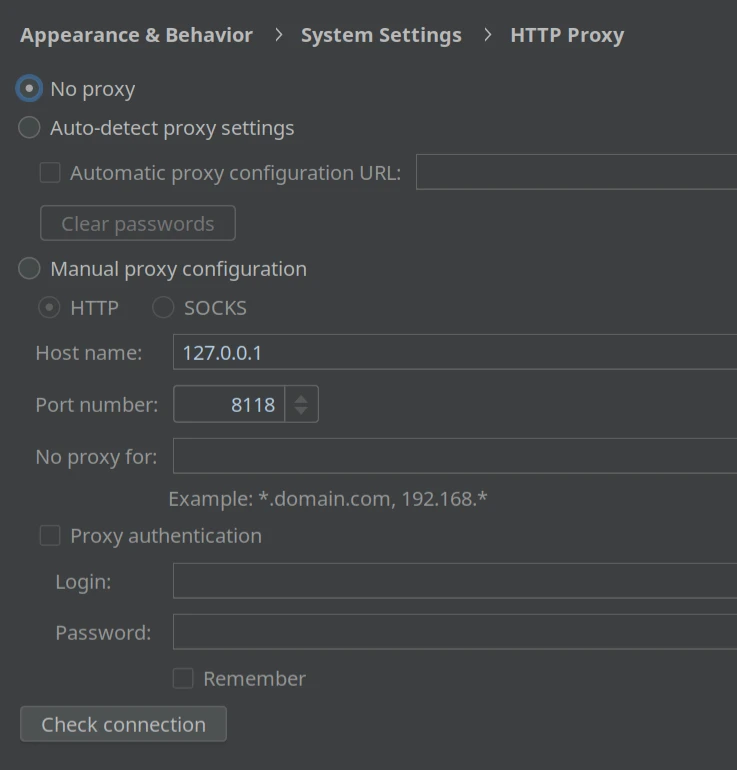 Appearance & Behavior > System Settings > HTTP Proxy
No proxy
Auto-detect proxy settings
Automatic proxy configuration URL:
Clear passwords
Manual proxy configuration
HTTP SOCKS
Host name: 127.0.0.1
Port number: 8118
No proxy for:
Example: *.domain.com, 192.168.*
Proxy authentication
Login:
Password:
Remember
Check connection